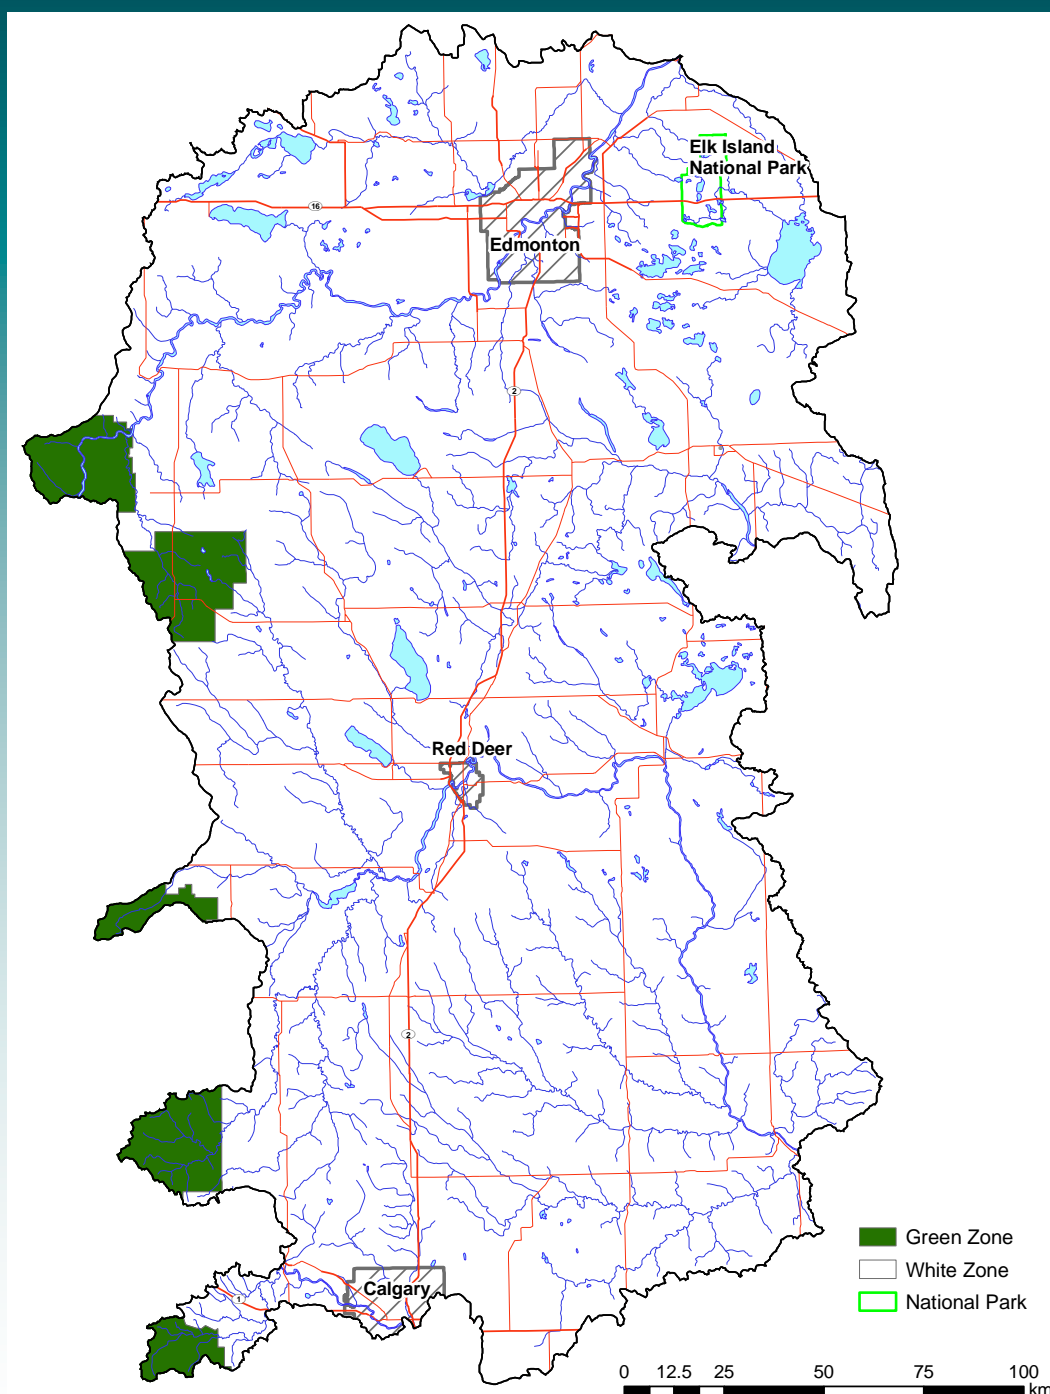 Elk Island
National Park
16
Edmonton
2
Red Deer
2
Calgary
1
Green Zone
White Zone
National Park
0 12.5 25 50 75 100
km